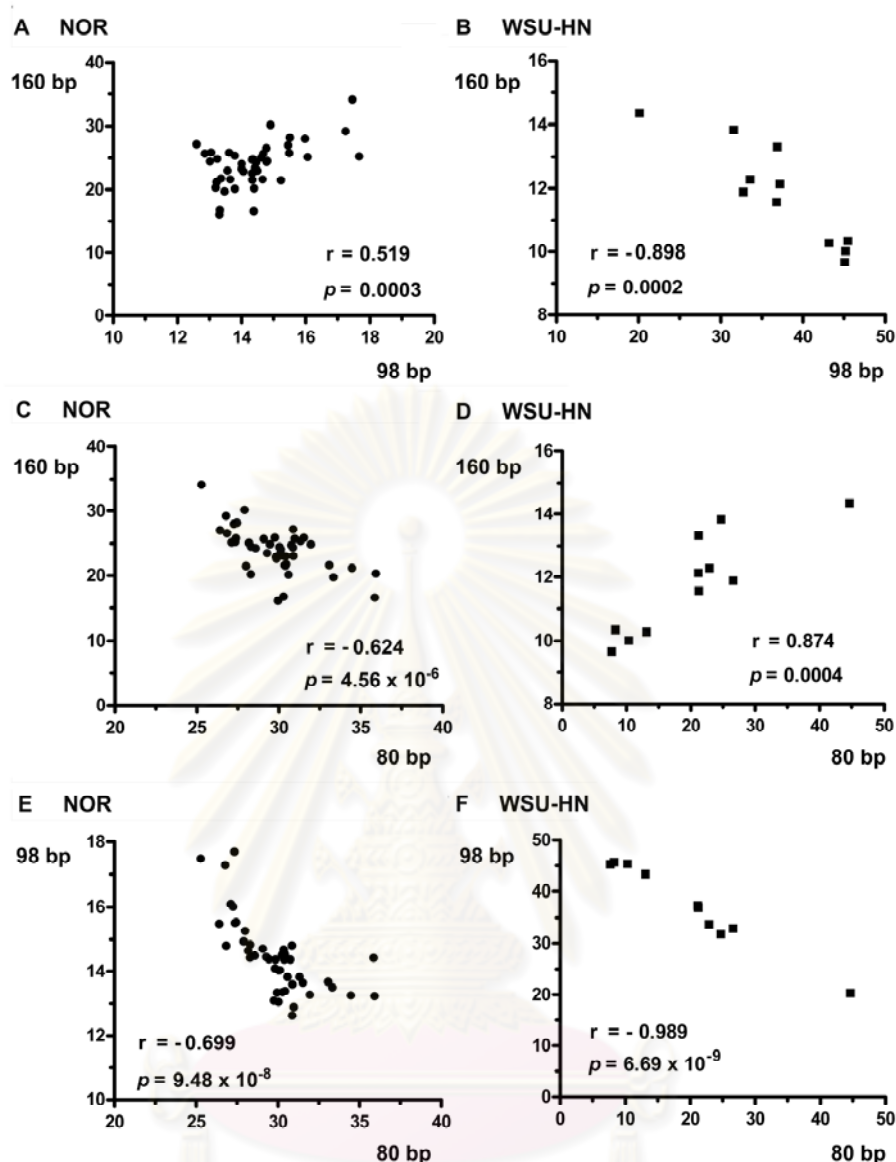 A NOR
160 bp
40
30
20
10
0
10 12 14 16 18 20
98 bp
r = 0.519
p = 0.0003
B WSU-HN
160 bp
16
14
12
10
8
10 20 30 40 50
98 bp
r = -0.898
p = 0.0002
C NOR
160 bp
40
30
20
10
0
20 25 30 35 40
80 bp
r = -0.624
p = 4.56 x 10-6
D WSU-HN
160 bp
16
14
12
10
8
0 10 20 30 40 50
80 bp
r = 0.874
p = 0.0004
E NOR
98 bp
18
16
14
12
10
20 25 30 35 40
80 bp
r = -0.699
p = 9.48 x 10-8
F WSU-HN
98 bp
50
40
30
20
10
0
0 10 20 30 40 50
80 bp
r = - 0.989
p = 6.69 x 10-9